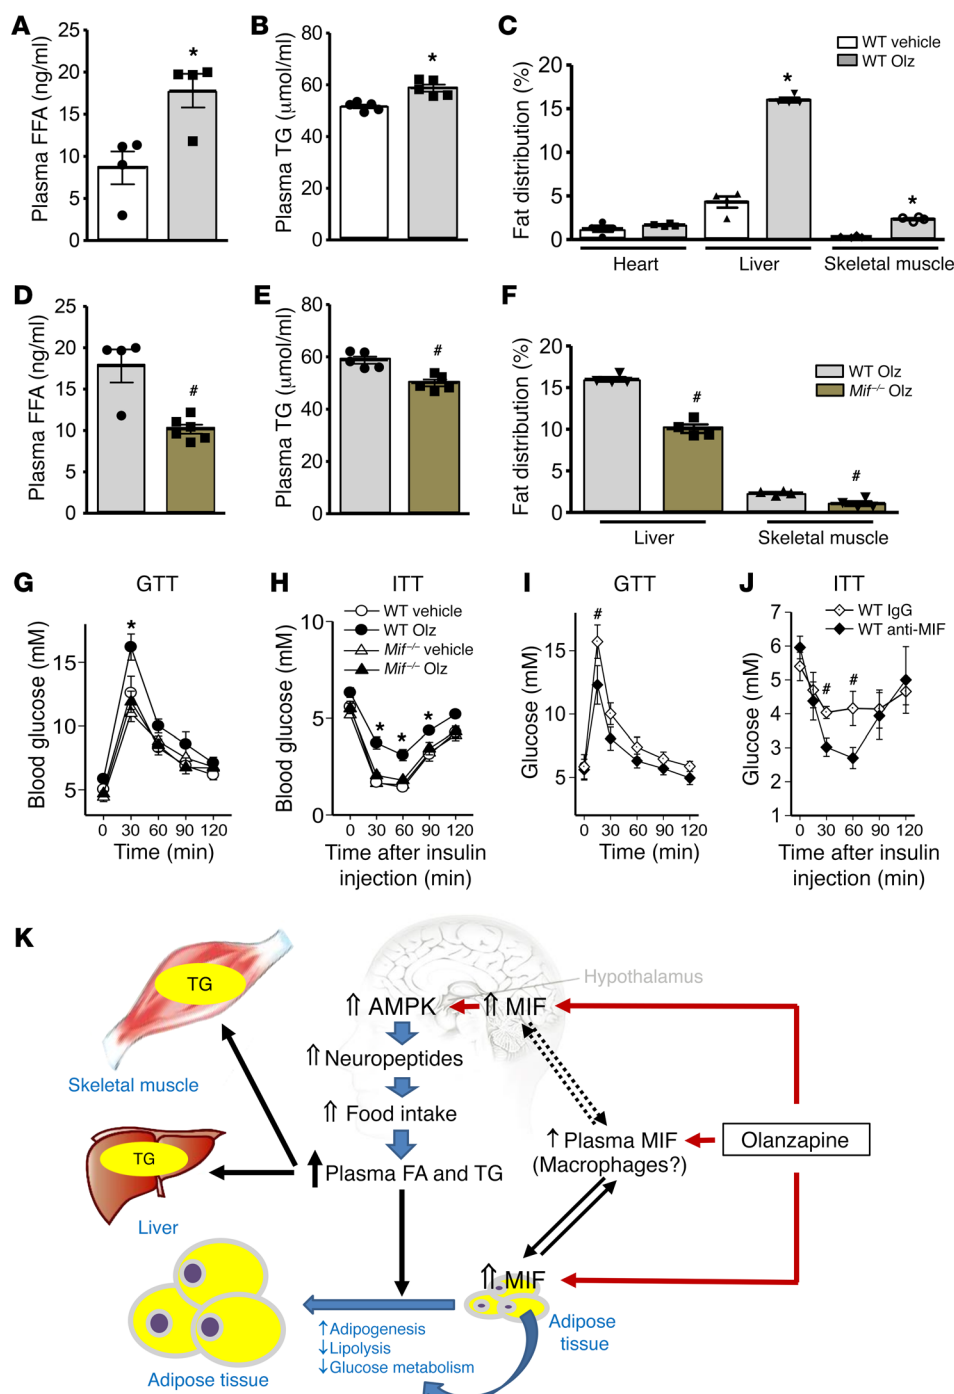 A
Plasma FFA (ng/ml)
25
20
15
10
5
0
*
B
Plasma TG (μmol/ml)
80
60
40
20
0
*
C
WT vehicle
WT Olz
Fat distribution (%)
20
15
10
5
0
*
*
Heart
Liver
Skeletal muscle
D
Plasma FFA (ng/ml)
25
20
15
10
5
0
#
E
Plasma TG (μmol/ml)
80
60
40
20
0
#
F
WT Olz
Mif–/– Olz
Fat distribution (%)
20
15
10
5
0
#
#
Liver
Skeletal muscle
G
GTT
Blood glucose (mM)
15
10
5
*
0 30 60 90 120
Time (min)
H
ITT
WT vehicle
WT Olz
Mif–/– vehicle
Mif–/– Olz
Blood glucose (mM)
10
5
0
* * *
0 30 60 90 120
Time after insulin
injection (min)
I
GTT
Glucose (mM)
15
10
5
#
0 30 60 90 120
Time (min)
J
ITT
WT IgG
WT anti-MIF
Glucose (mM)
7
6
5
4
3
2
1
# #
0 30 60 90 120
Time after insulin
injection (min)
K
TG
Skeletal muscle
TG
Liver
Hypothalamus
⇑ AMPK
⇑ MIF
⇑ Neuropeptides
⇑ Food intake
↑ Plasma FA and TG
↑ Plasma MIF
(Macrophages?)
Olanzapine
⇑ MIF
Adipose
tissue
↑ Adipogenesis
↓ Lipolysis
↓ Glucose metabolism
Adipose tissue